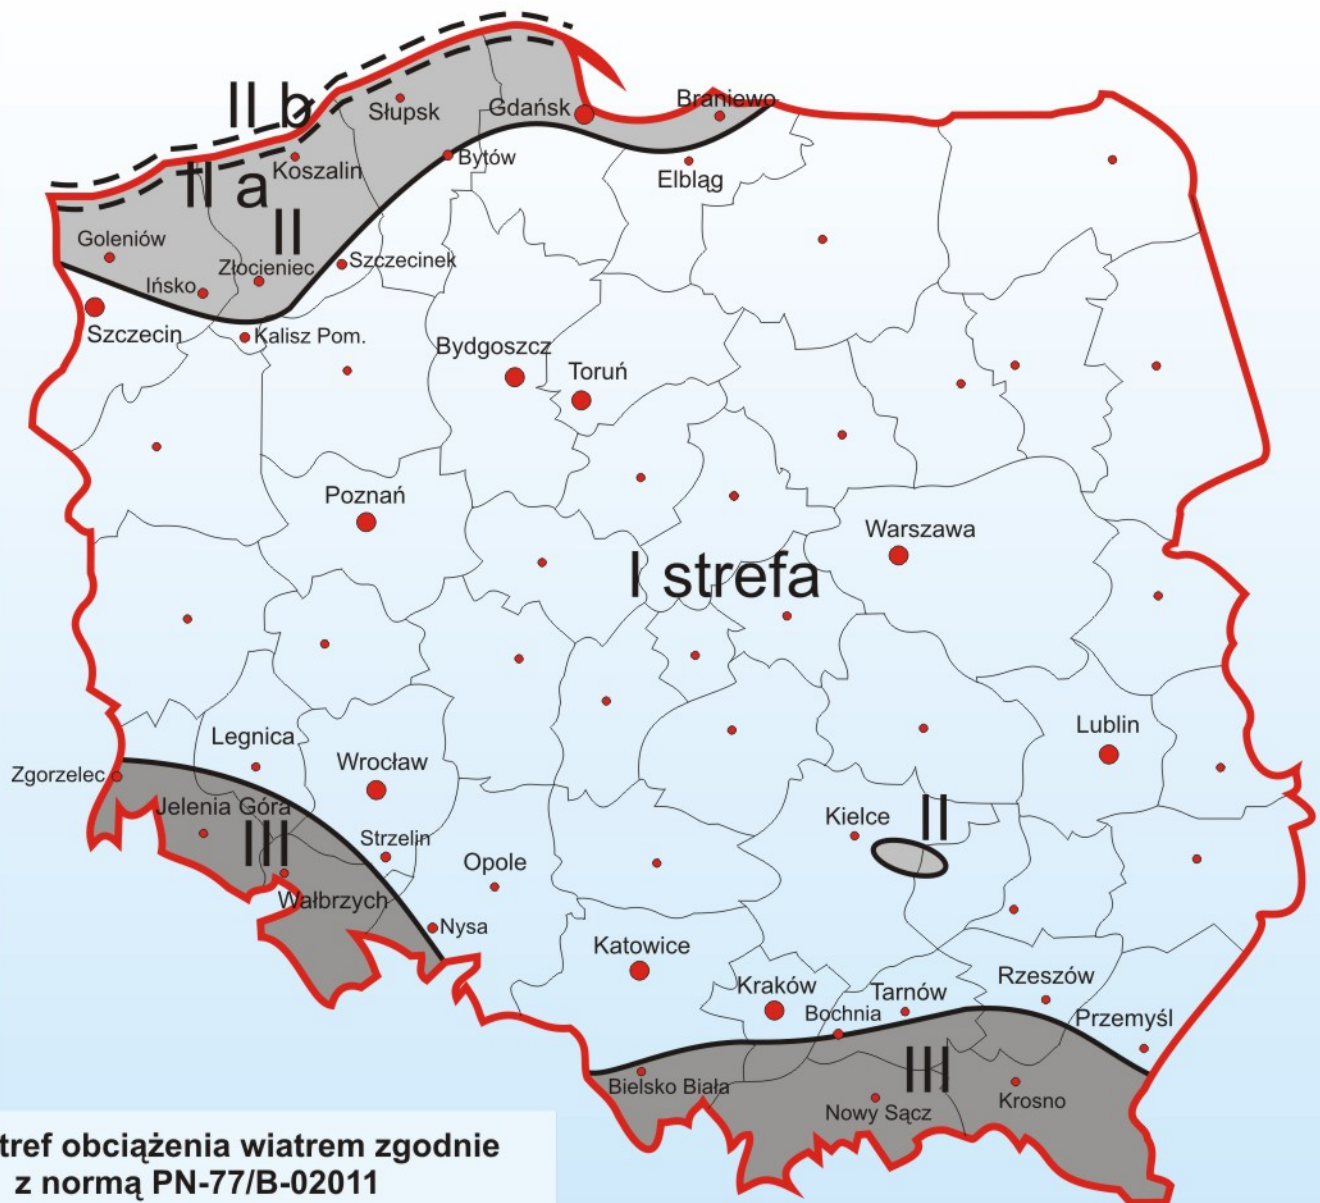 II b
Słupsk
Gdańsk
Braniewo
Koszalin
Bytów
Elbląg
II a
II
Goleniów
Złocieniec
Szczecinek
Ińsko
Szczecin
Kalisz Pom.
Bydgoszcz
Toruń
Poznań
Warszawa
I strefa
Legnica
Lublin
Wrocław
Zgorzelec
Jelenia Góra
III
Strzelin
Kielce
II
Opole
Wałbrzych
Nysa
Katowice
Kraków
Tarnów
Rzeszów
Bochnia
Przemyśl
III
Bielsko Biała
Nowy Sącz
Krosno
tref obciążenia wiatrem zgodnie
z normą PN-77/B-02011